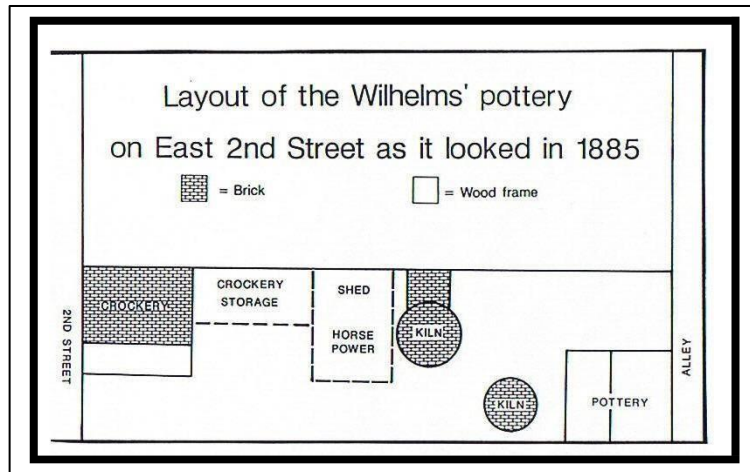 Layout of the Wilhelms' pottery
on East 2nd Street as it looked in 1885
= Brick
= Wood frame
2ND STREET
CROCKERY
CROCKERY
STORAGE
SHED
HORSE
POWER
KILN
KILN
POTTERY
ALLEY